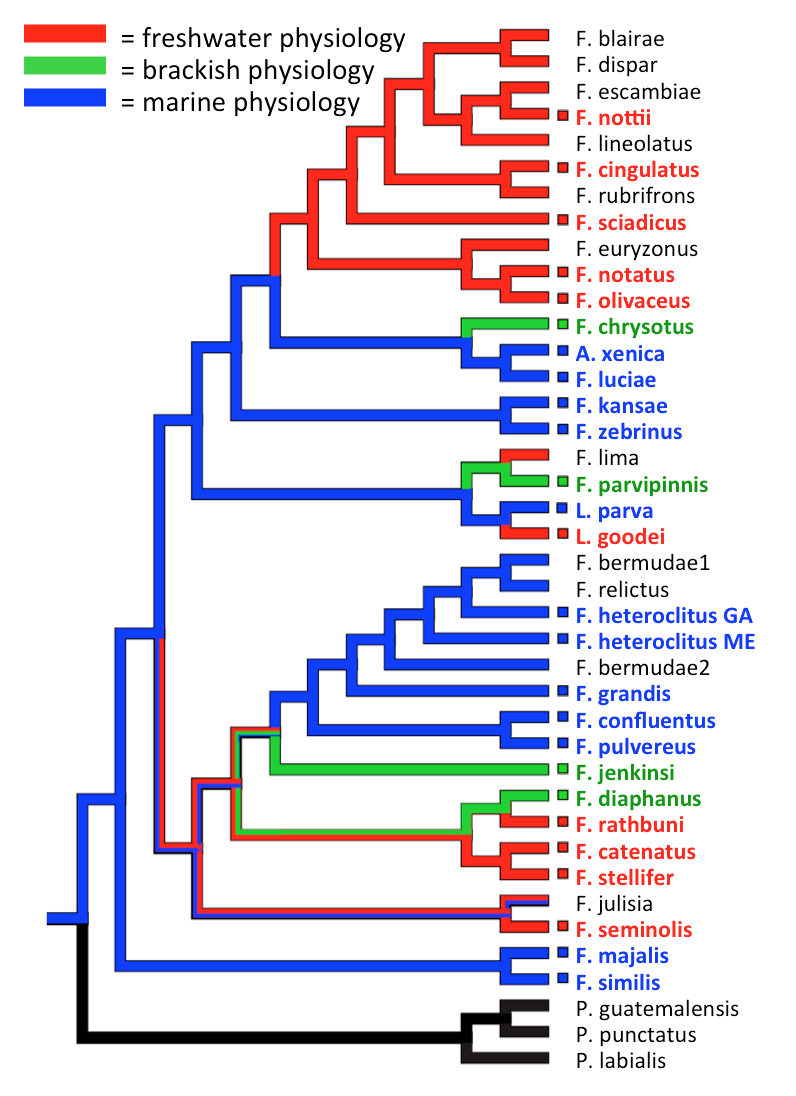 = freshwater physiology
= brackish physiology
= marine physiology
F. blairae
F. dispar
F. escambiae
F. nottii
F. lineolatus
F. cingulatus
F. rubrifrons
F. sciadicus
F. euryzonus
F. notatus
F. olivaceus
F. chrysotus
A. xenica
F. luciae
F. kansae
F. zebrinus
F. lima
F. parvipinnis
L. parva
L. goodei
F. bermudae1
F. relictus
F. heteroclitus GA
F. heteroclitus ME
F. bermudae2
F. grandis
F. confluentus
F. pulvereus
F. jenkinsi
F. diaphanus
F. rathbuni
F. catenatus
F. stellifer
F. julisia
F. seminolis
F. majalis
F. similis
P. guatemalensis
P. punctatus
P. labialis